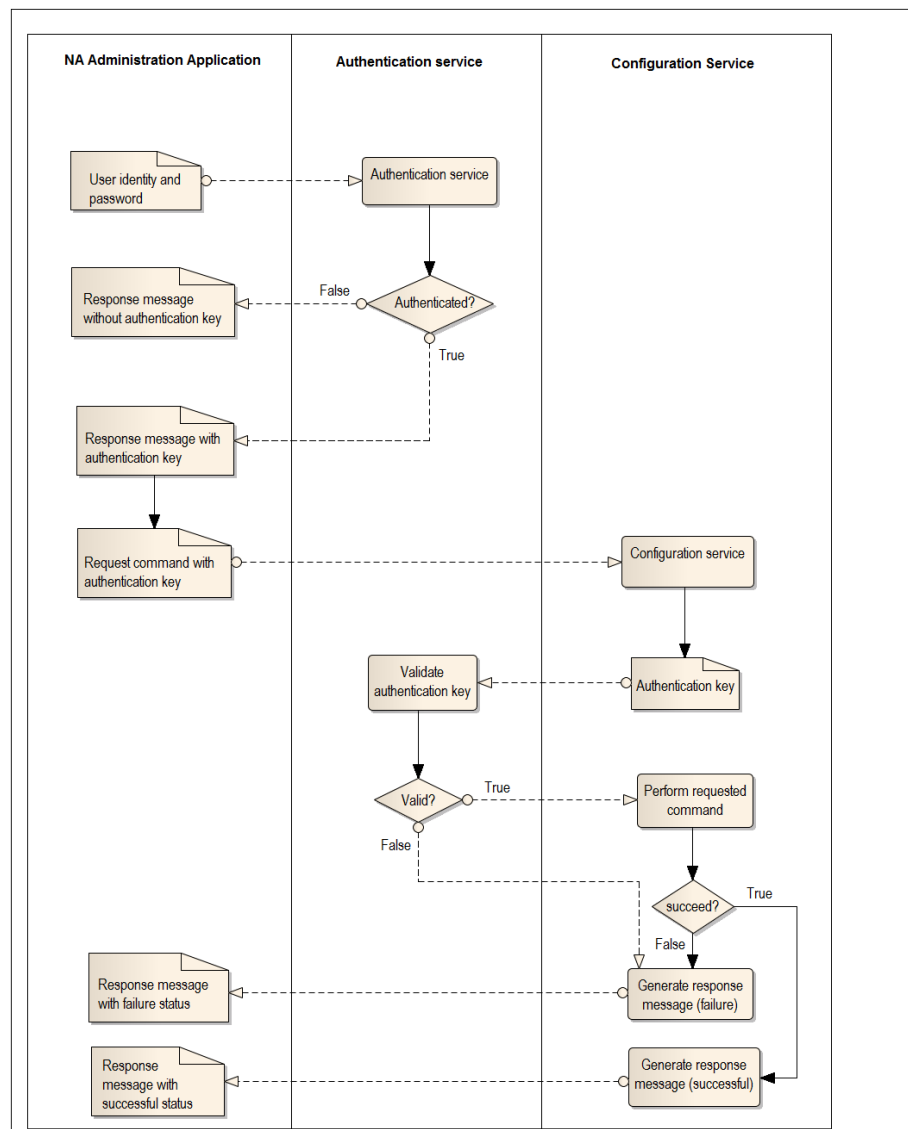 NA Administration Application
Authentication service
Configuration Service
User identity and
password
Authentication service
Response message
without authentication key
False
Authenticated?
True
Response message with
authentication key
Request command with
authentication key
Configuration service
Validate
authentication key
Authentication key
Valid?
True
False
Perform requested
command
succeed?
True
False
Response message
with failure status
Generate response
message (failure)
Response
message with
successful status
Generate response
message (successful)